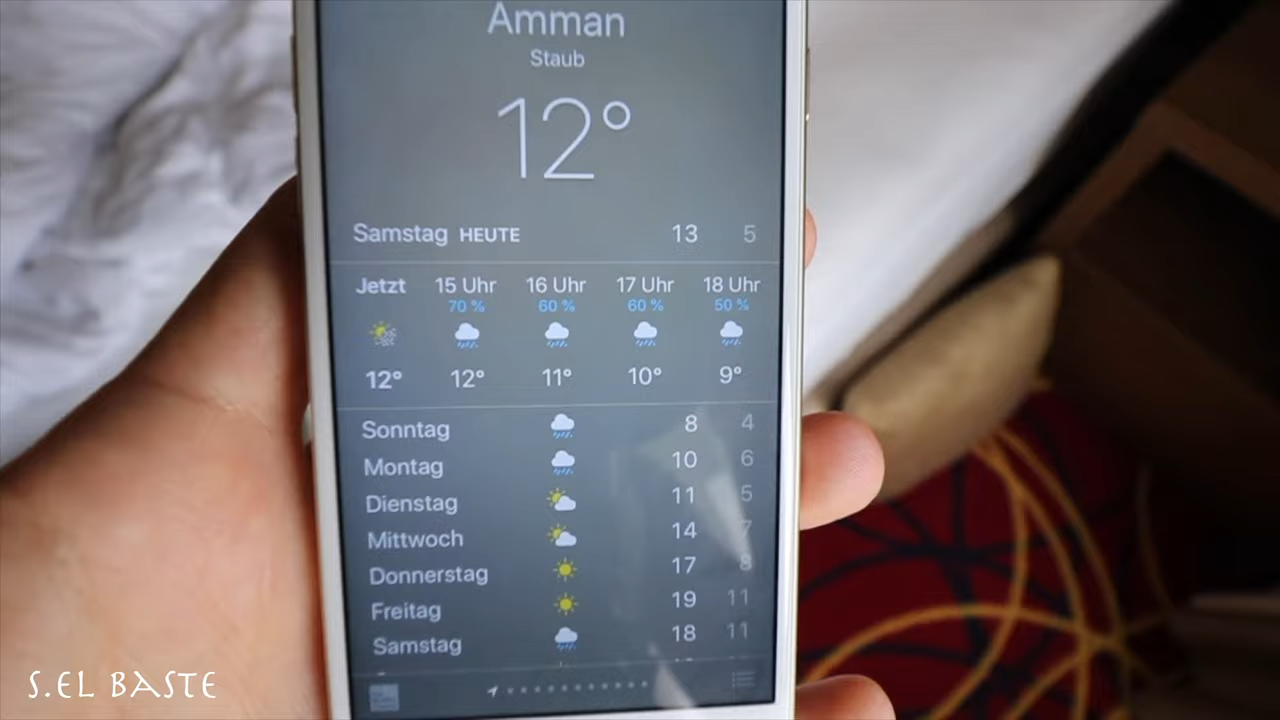 Amman
Staub
12°
Samstag HEUTE 13 5
Jetzt 15 Uhr 16 Uhr 17 Uhr 18 Uhr
70 % 60 % 60 % 50 %
12° 12° 11° 10° 9°
Sonntag 8 4
Montag 10 6
Dienstag 11 5
Mittwoch 14 7
Donnerstag 17 8
Freitag 19 11
Samstag 18 11
S.EL BASTE